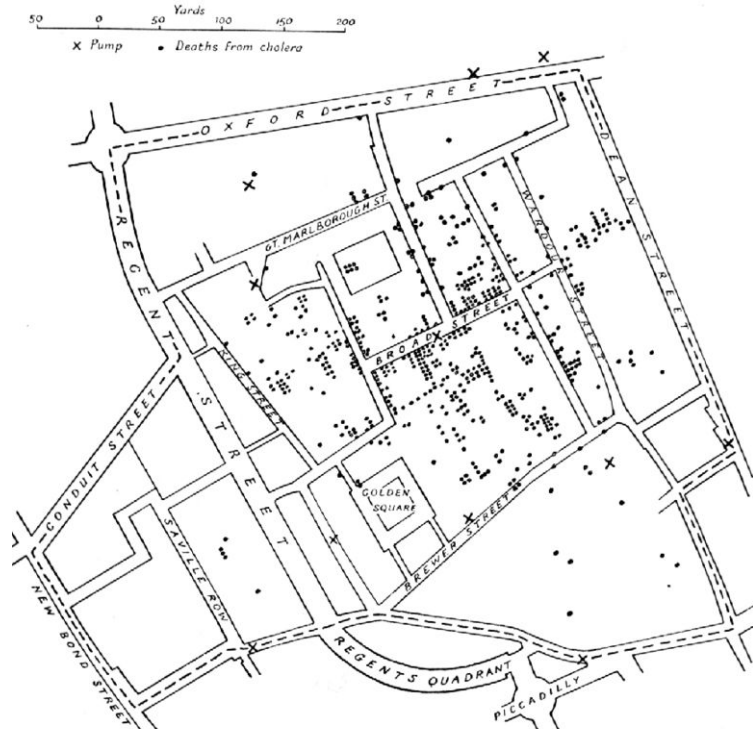 Yards
50 0 50 100 150 200
x Pump • Deaths from cholera
OXFORD STREET
REGENT STREET
DEAN STREET
GT. MARLBOROUGH ST.
WARDOUR STREET
BROAD STREET
KING STREET
CONDUIT STREET
GOLDEN
SQUARE
SAVILLE ROW
BREWER STREET
NEW BOND STREET
REGENTS QUADRANT
PICCADILLY